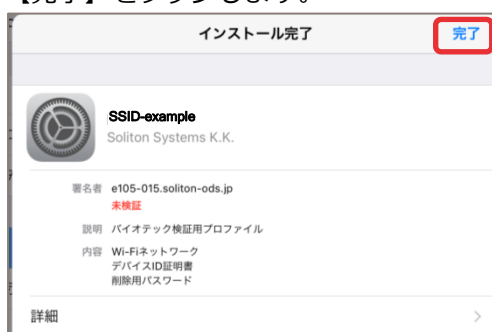 【完了】をタップします。
インストール完了
完了
SSID-example
Soliton Systems K.K.
署名者 e105-015.soliton-ods.jp
未検証
説明 バイオテック検証用プロファイル
内容 Wi-Fiネットワーク
デバイスID証明書
削除用パスワード
詳細